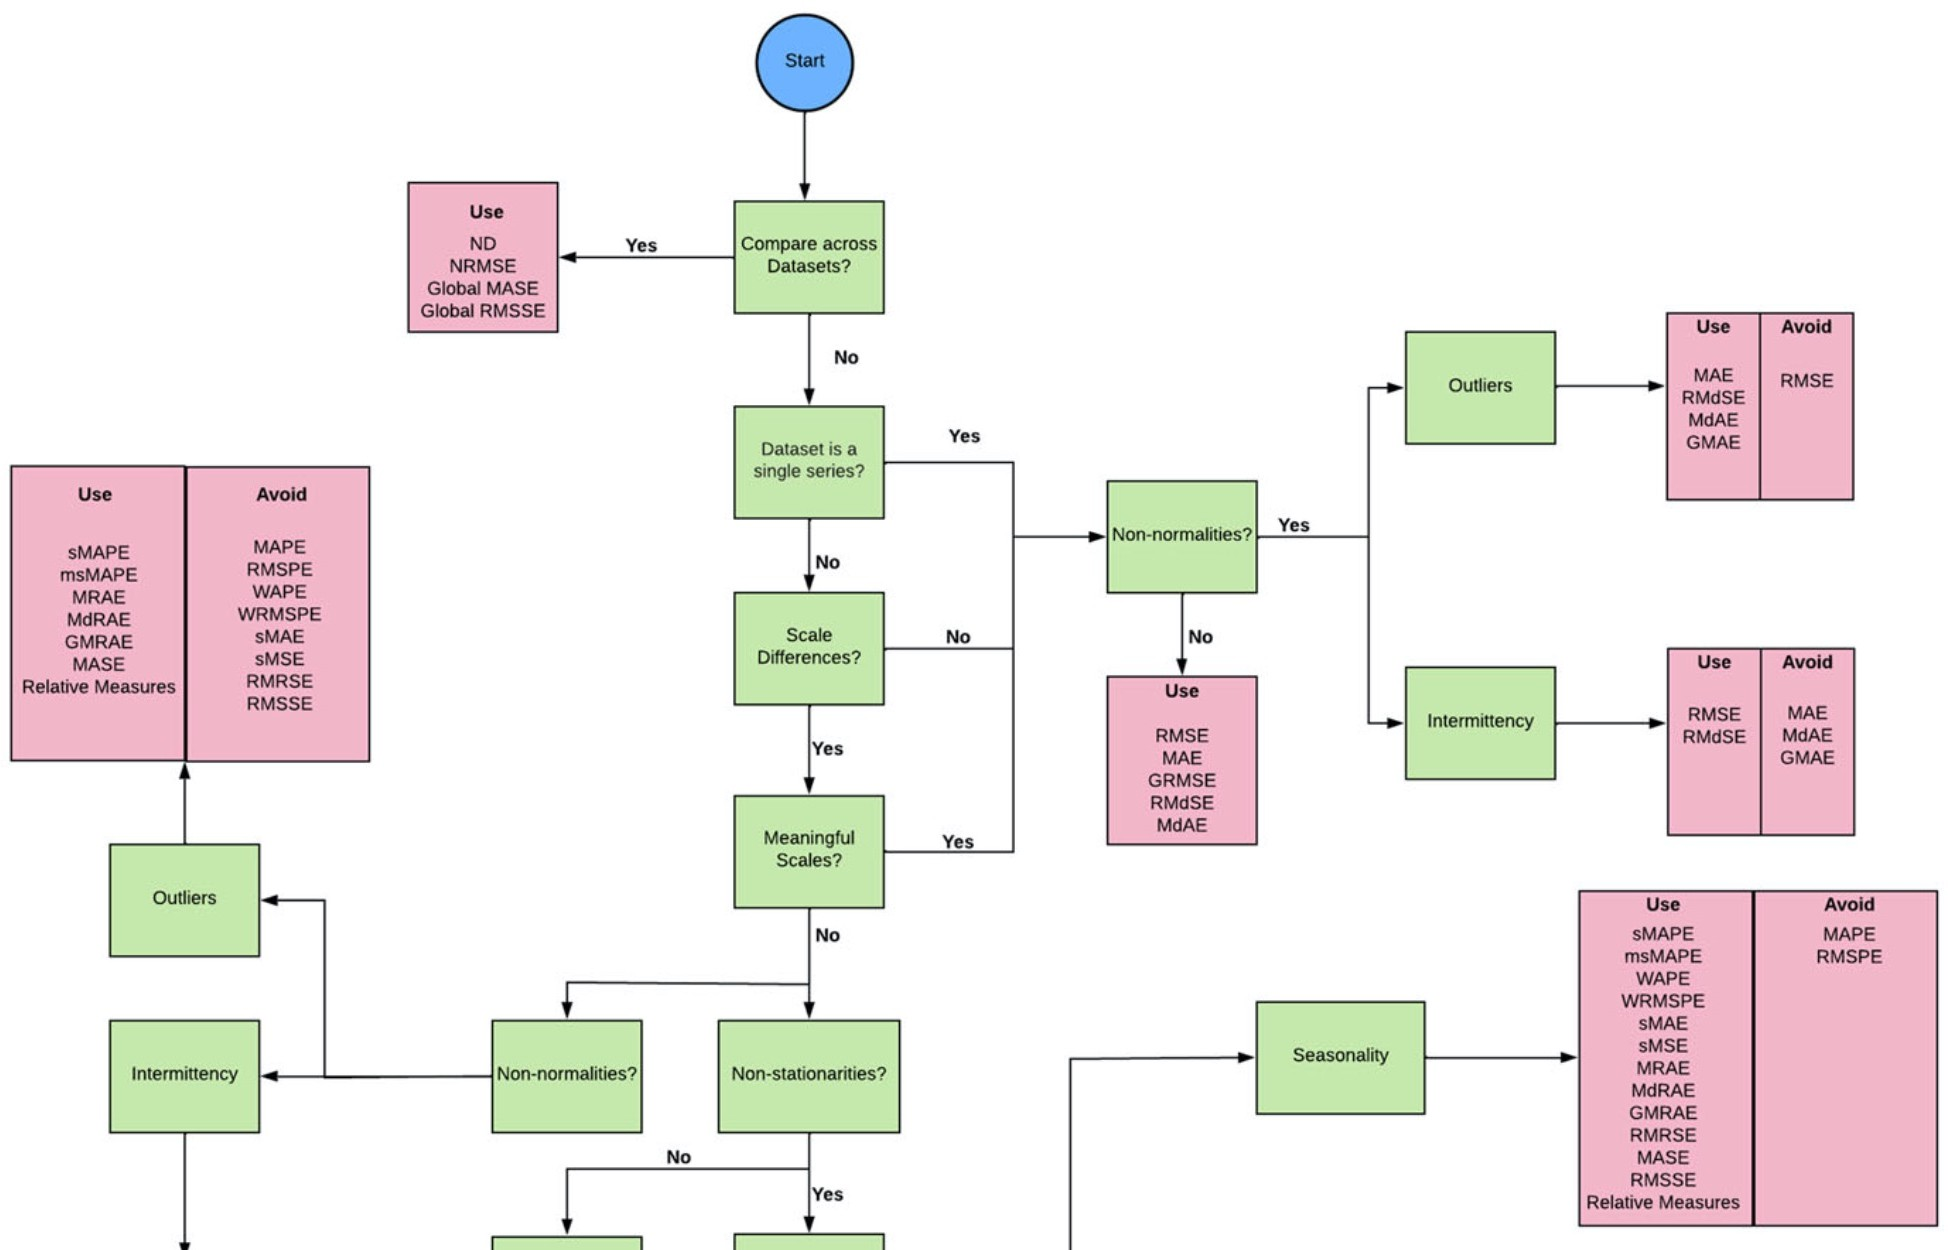 Start
Use
ND
NRMSE
Global MASE
Global RMSSE
Yes
Compare across
Datasets?
No
Dataset is a
single series?
Yes
No
Scale
Differences?
No
Yes
Meaningful
Scales?
Yes
No
Non-normalities?
Yes
No
Use
RMSE
MAE
GRMSE
RMdSE
MdAE
Outliers
Use
MAE
RMdSE
MdAE
GMAE
Avoid
RMSE
Intermittency
Use
RMSE
RMdSE
Avoid
MAE
MdAE
GMAE
Use
sMAPE
msMAPE
MRAE
MdRAE
GMRAE
MASE
Relative Measures
Avoid
MAPE
RMSPE
WAPE
WRMSPE
sMAE
sMSE
RMRSE
RMSSE
Outliers
Intermittency
Non-normalities?
Non-stationarities?
No
Yes
Seasonality
Use
sMAPE
msMAPE
WAPE
WRMSPE
sMAE
sMSE
MRAE
MdRAE
GMRAE
RMRSE
MASE
RMSSE
Relative Measures
Avoid
MAPE
RMSPE